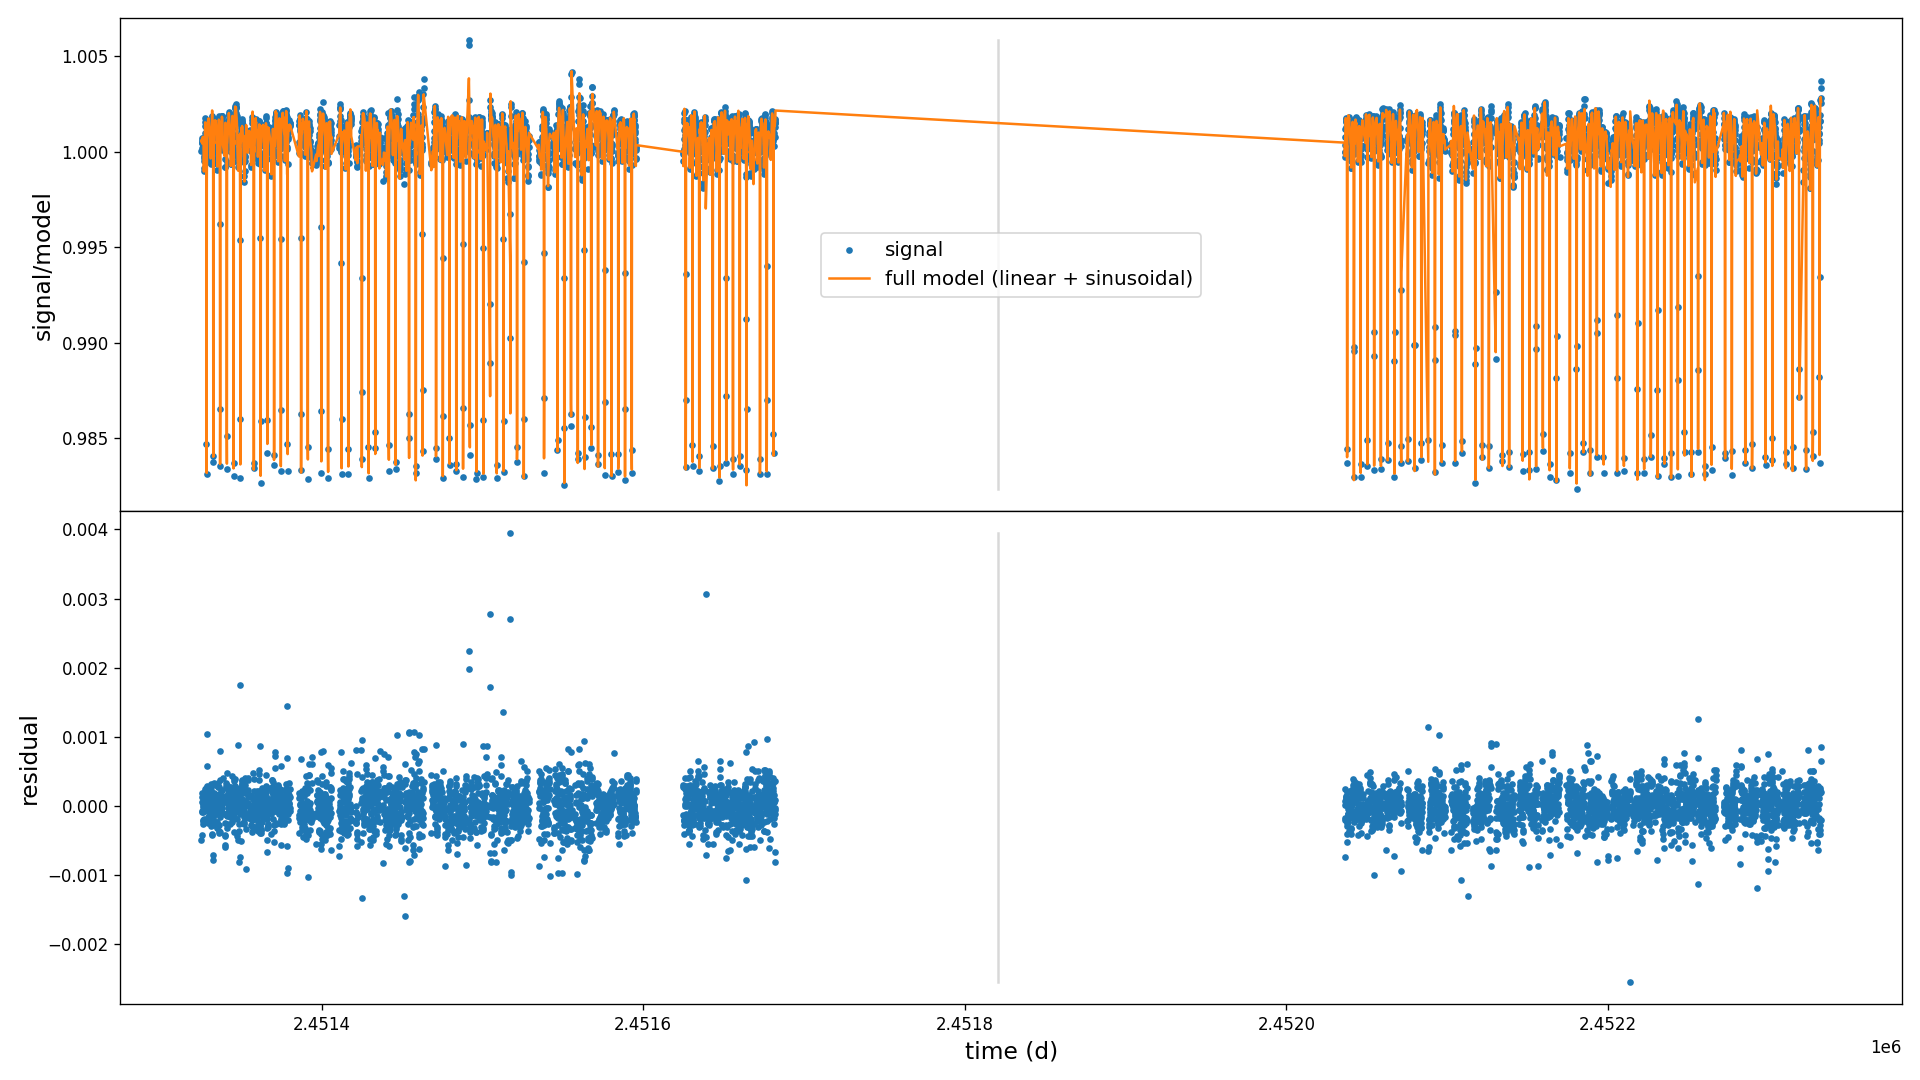 1.005
1.000
0.995
0.990
0.985
signal/model
signal
full model (linear + sinusoidal)
0.004
0.003
0.002
0.001
0.000
−0.001
−0.002
residual
2.4514
2.4516
2.4518
2.4520
2.4522
1e6
time (d)